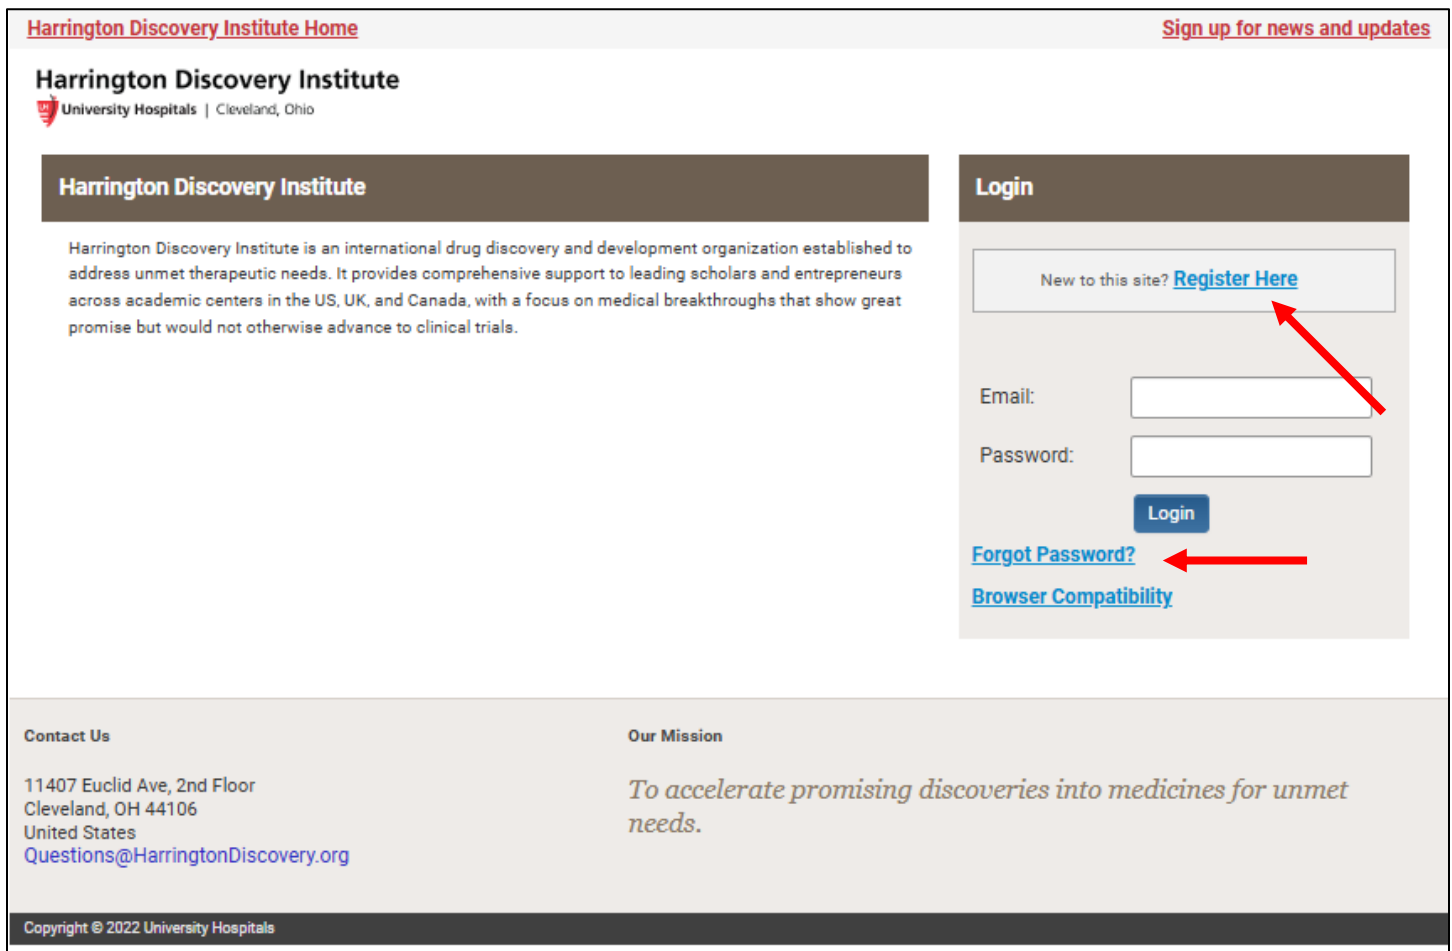 Harrington Discovery Institute Home
Sign up for news and updates
Harrington Discovery Institute
UH
University Hospitals | Cleveland, Ohio
Harrington Discovery Institute
Harrington Discovery Institute is an international drug discovery and development organization established to
address unmet therapeutic needs. It provides comprehensive support to leading scholars and entrepreneurs
across academic centers in the US, UK, and Canada, with a focus on medical breakthroughs that show great
promise but would not otherwise advance to clinical trials.
Login
New to this site? Register Here
Email:
Password:
Login
Forgot Password?
Browser Compatibility
Contact Us
11407 Euclid Ave, 2nd Floor
Cleveland, OH 44106
United States
Questions@HarringtonDiscovery.org
Our Mission
To accelerate promising discoveries into medicines for unmet
needs.
Copyright © 2022 University Hospitals